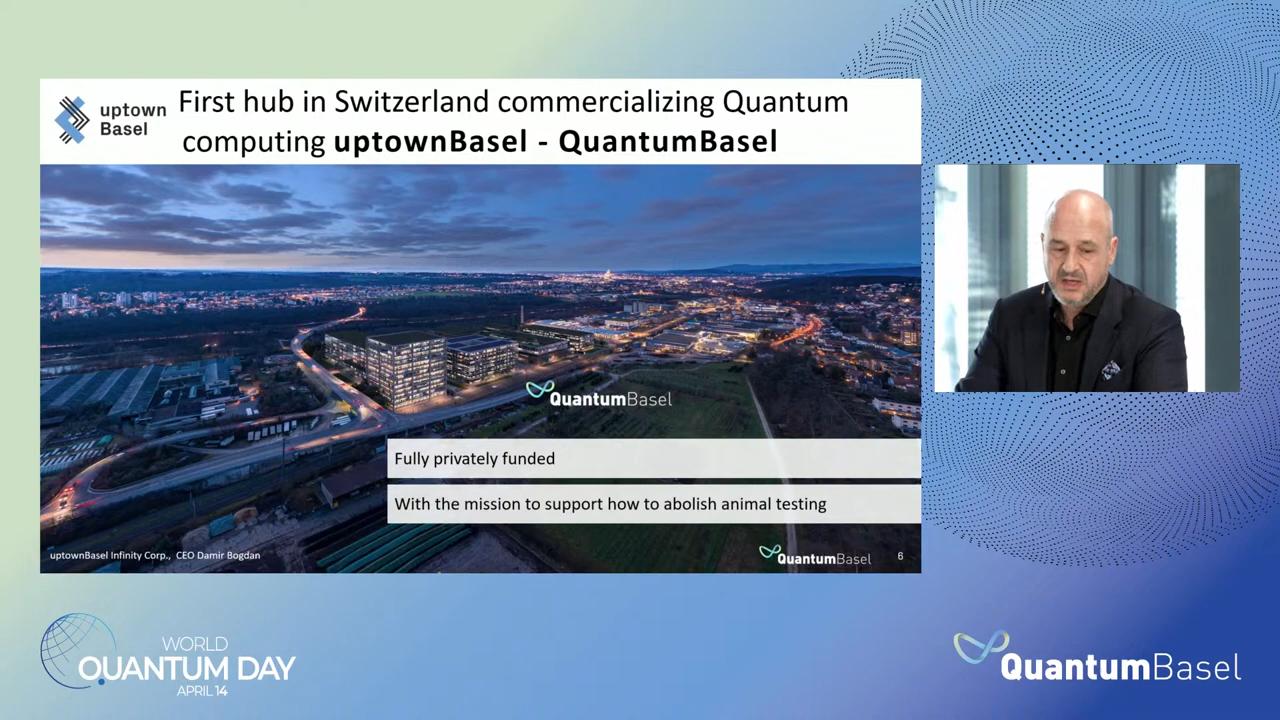 uptown
Basel
First hub in Switzerland commercializing Quantum
computing uptownBasel - QuantumBasel
QuantumBasel
Fully privately funded
With the mission to support how to abolish animal testing
uptownBasel Infinity Corp., CEO Damir Bogdan
QuantumBasel
6
WORLD
QUANTUM DAY
APRIL 14
QuantumBasel